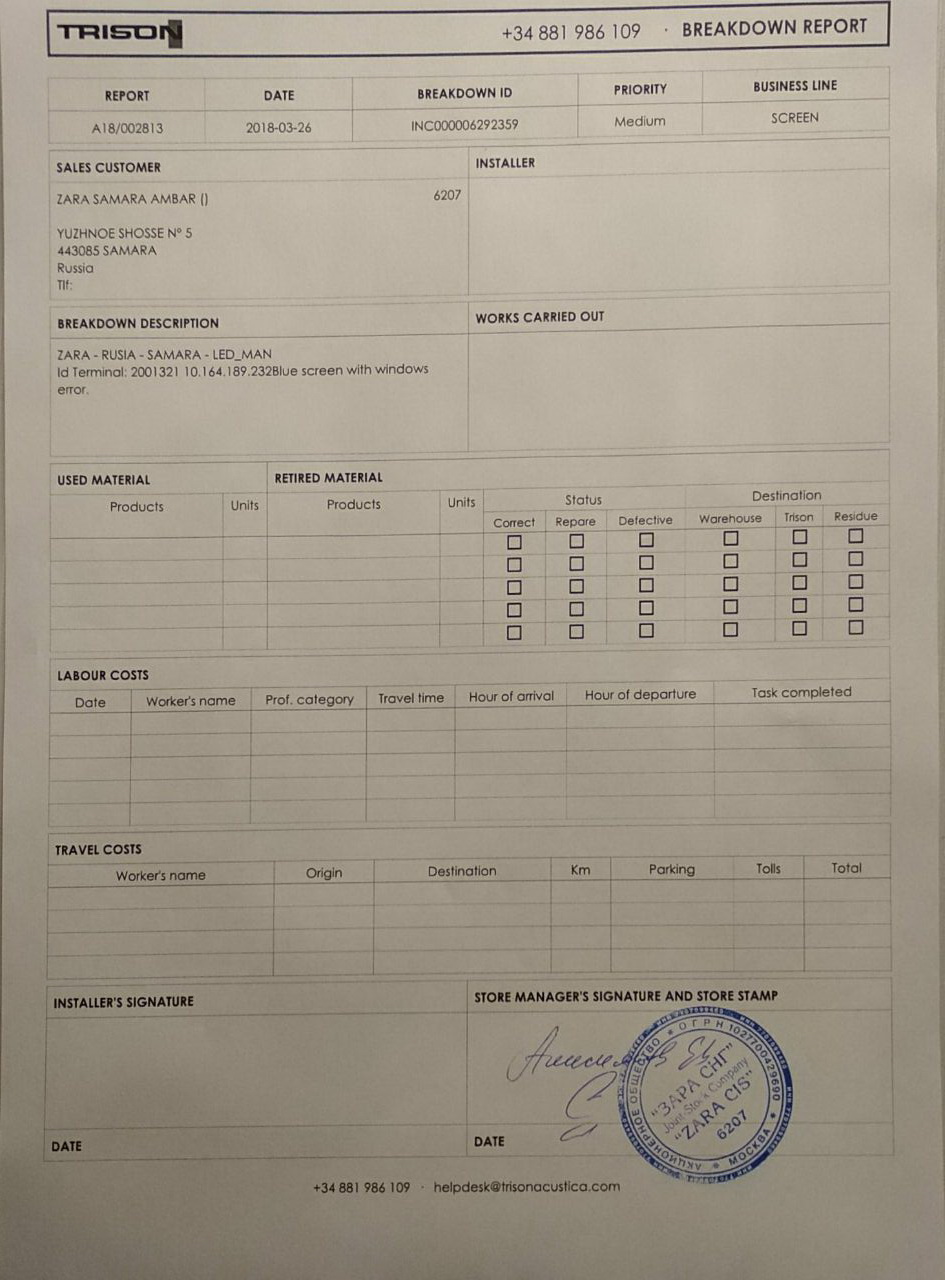 TRISON
+34 881 986 109 · BREAKDOWN REPORT
REPORT DATE BREAKDOWN ID PRIORITY BUSINESS LINE
A18/002813 2018-03-26 INC000006292359 Medium SCREEN
SALES CUSTOMER
INSTALLER
ZARA SAMARA AMBAR () 6207
YUZHNOE SHOSSE Nº 5
443085 SAMARA
Russia
Tlf:
BREAKDOWN DESCRIPTION
WORKS CARRIED OUT
ZARA - RUSIA - SAMARA - LED_MAN
Id Terminal: 2001321 10.164.189.232Blue screen with windows
error.
USED MATERIAL RETIRED MATERIAL
Products Units Products Units Status Destination
Correct Repare Defective Warehouse Trison Residue
LABOUR COSTS
Date Worker's name Prof. category Travel time Hour of arrival Hour of departure Task completed
TRAVEL COSTS
Worker's name Origin Destination Km Parking Tolls Total
INSTALLER'S SIGNATURE
STORE MANAGER'S SIGNATURE AND STORE STAMP
АКЦИОНЕРНОЕ ОБЩЕСТВО * ОГРН 1027700429690 * МОСКВА *
"ЗАРА СНГ"
Joint Stock Company
"ZARA CIS"
6207
DATE
DATE
+34 881 986 109 · helpdesk@trisonacustica.com